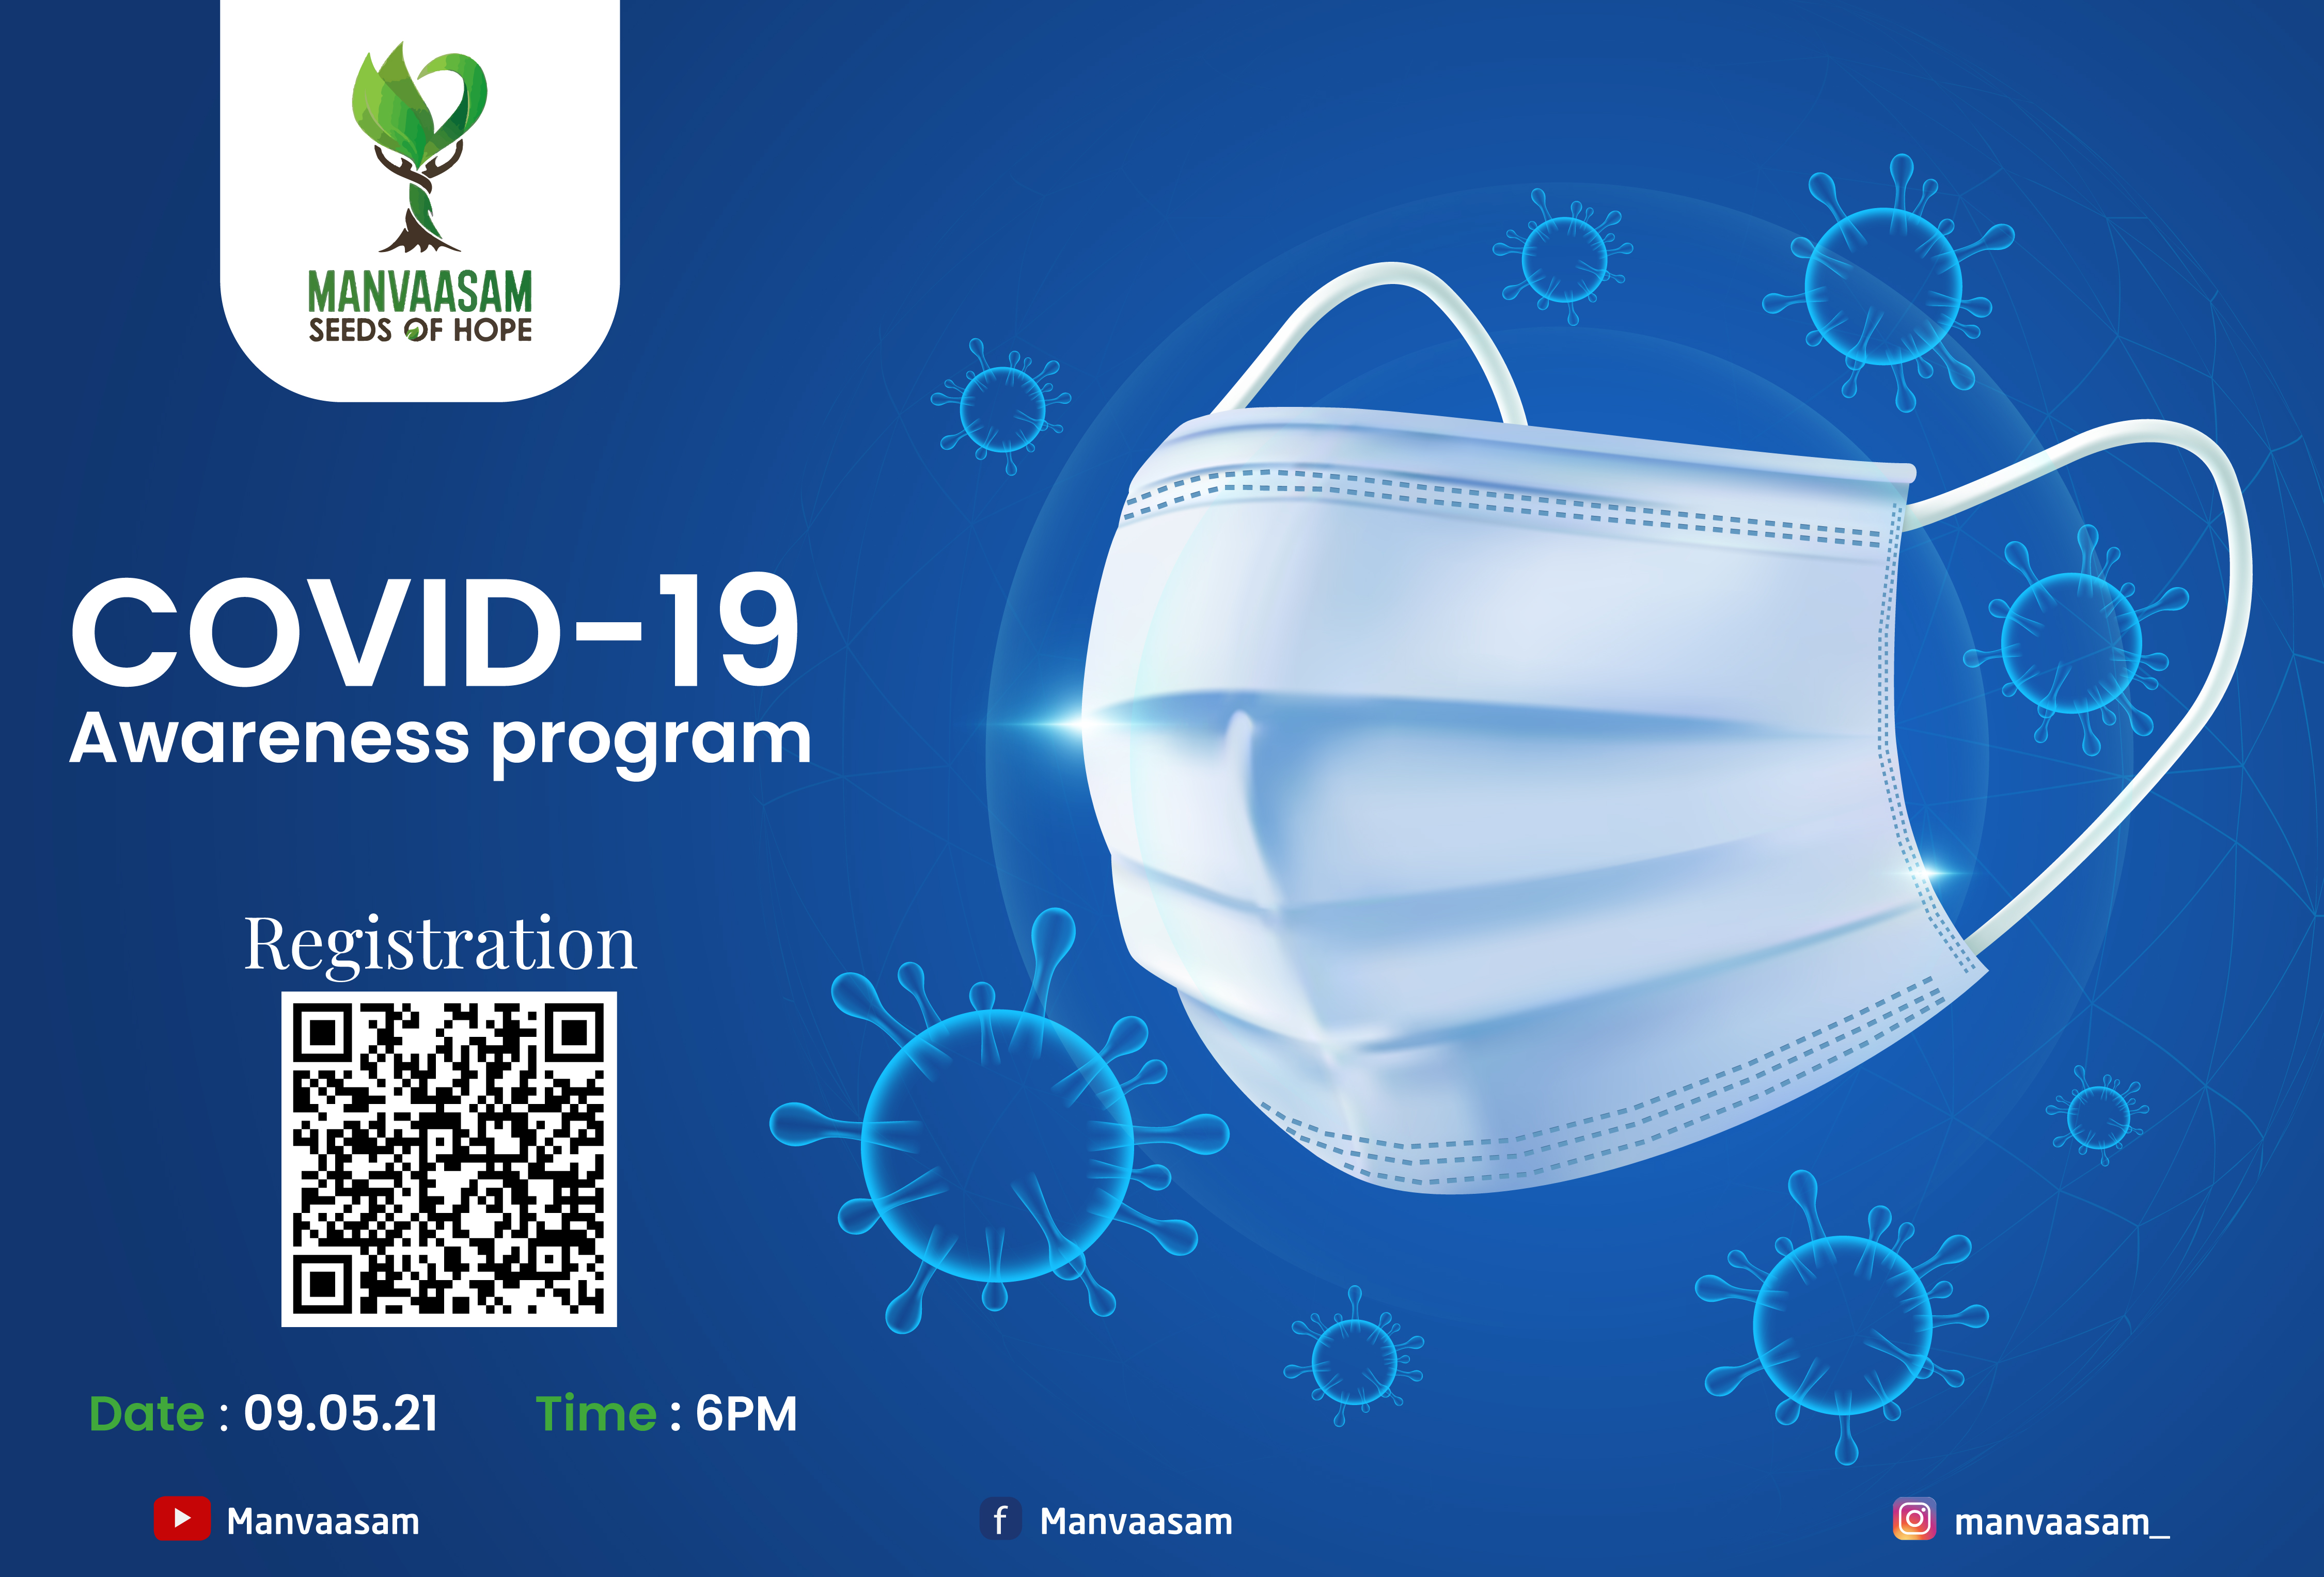 MANVAASAM
SEEDS OF HOPE
COVID-19
Awareness program
Registration
Date : 09.05.21 Time : 6PM
Manvaasam
f Manvaasam
manvaasam_